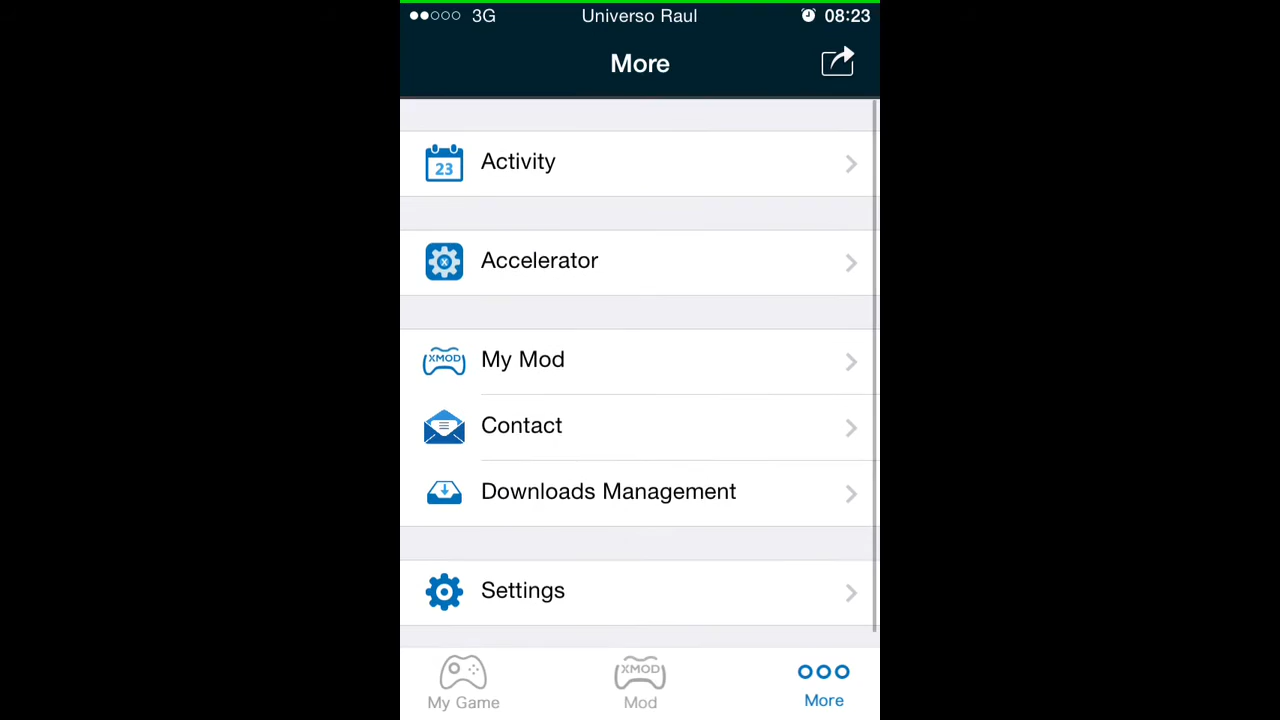 3G Universo Raul 08:23
More
23 Activity
x Accelerator
XMOD My Mod
Contact
Downloads Management
Settings
XMOD
My Game Mod More